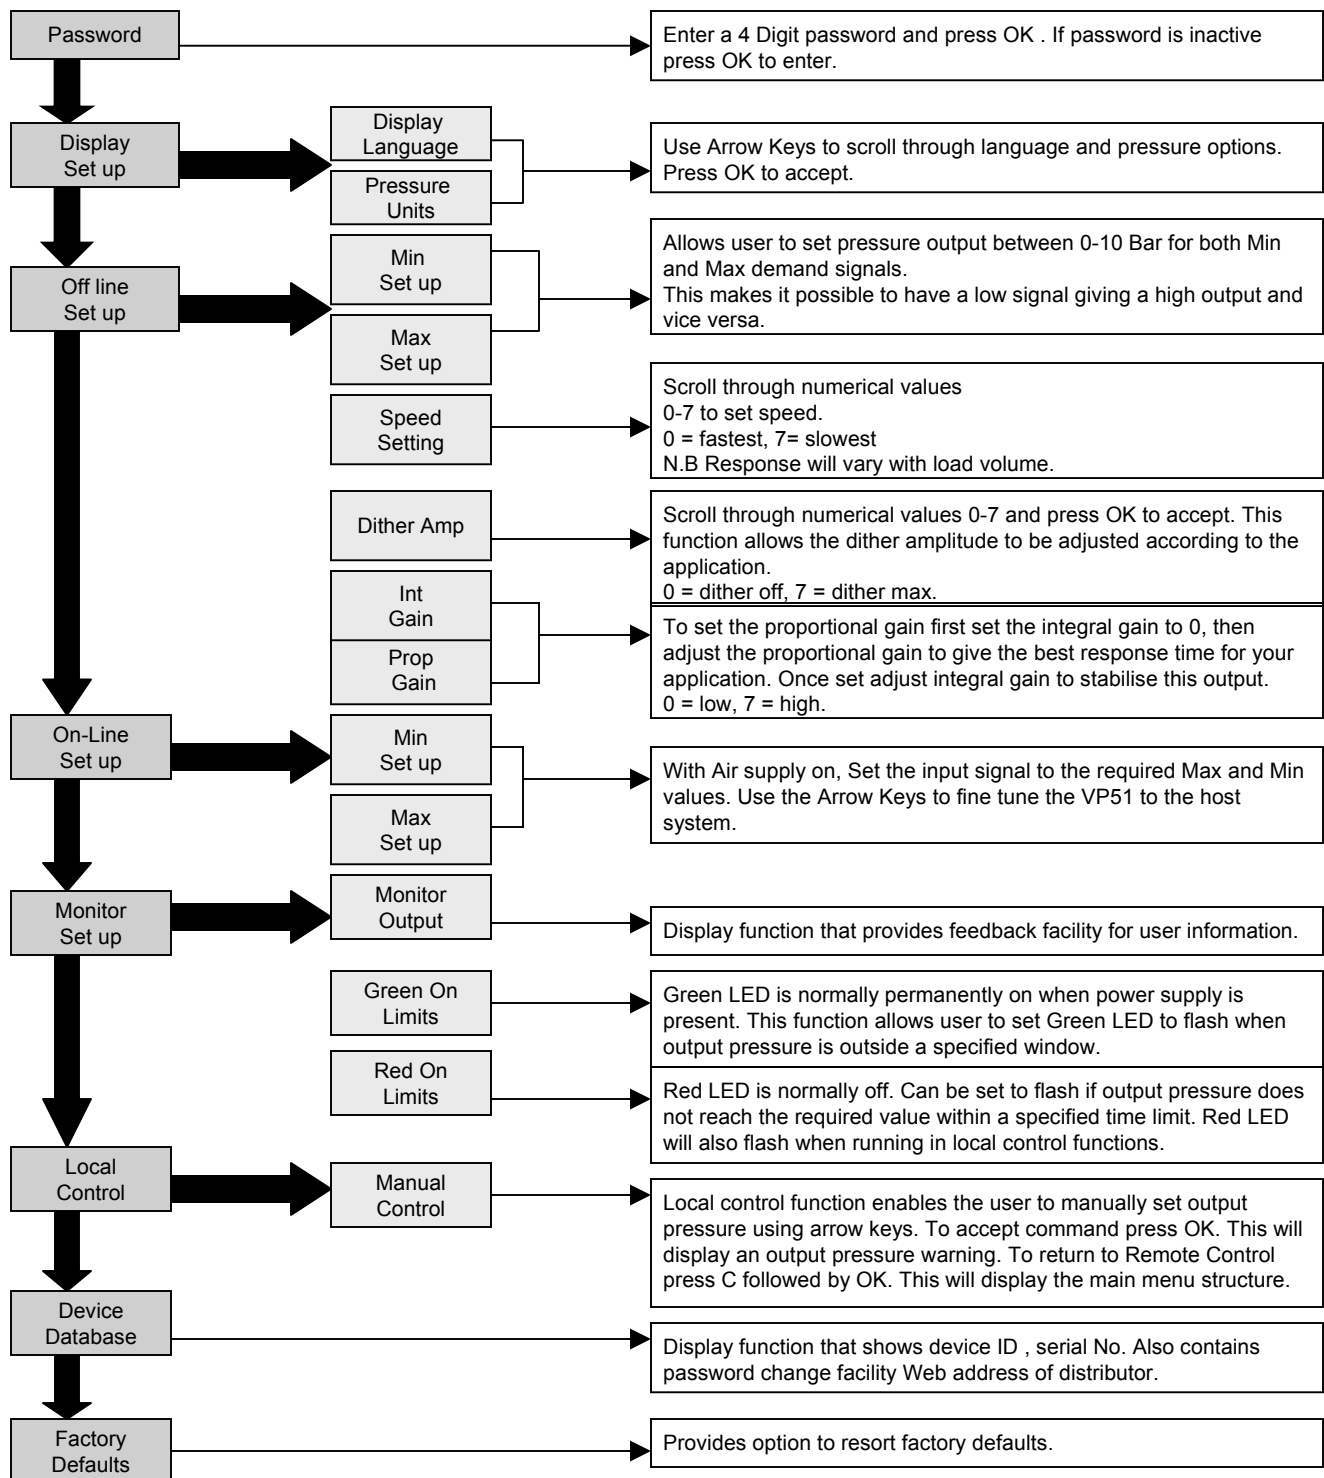 Password
Enter a 4 Digit password and press OK . If password is inactive
press OK to enter.
Display
Set up
Display
Language
Pressure
Units
Use Arrow Keys to scroll through language and pressure options.
Press OK to accept.
Off line
Set up
Min
Set up
Max
Set up
Allows user to set pressure output between 0-10 Bar for both Min
and Max demand signals.
This makes it possible to have a low signal giving a high output and
vice versa.
Speed
Setting
Scroll through numerical values
0-7 to set speed.
0 = fastest, 7= slowest
N.B Response will vary with load volume.
Dither Amp
Scroll through numerical values 0-7 and press OK to accept. This
function allows the dither amplitude to be adjusted according to the
application.
0 = dither off, 7 = dither max.
Int
Gain
Prop
Gain
To set the proportional gain first set the integral gain to 0, then
adjust the proportional gain to give the best response time for your
application. Once set adjust integral gain to stabilise this output.
0 = low, 7 = high.
On-Line
Set up
Min
Set up
Max
Set up
With Air supply on, Set the input signal to the required Max and Min
values. Use the Arrow Keys to fine tune the VP51 to the host
system.
Monitor
Set up
Monitor
Output
Display function that provides feedback facility for user information.
Green On
Limits
Green LED is normally permanently on when power supply is
present. This function allows user to set Green LED to flash when
output pressure is outside a specified window.
Red On
Limits
Red LED is normally off. Can be set to flash if output pressure does
not reach the required value within a specified time limit. Red LED
will also flash when running in local control functions.
Local
Control
Manual
Control
Local control function enables the user to manually set output
pressure using arrow keys. To accept command press OK. This will
display an output pressure warning. To return to Remote Control
press C followed by OK. This will display the main menu structure.
Device
Database
Display function that shows device ID , serial No. Also contains
password change facility Web address of distributor.
Factory
Defaults
Provides option to resort factory defaults.